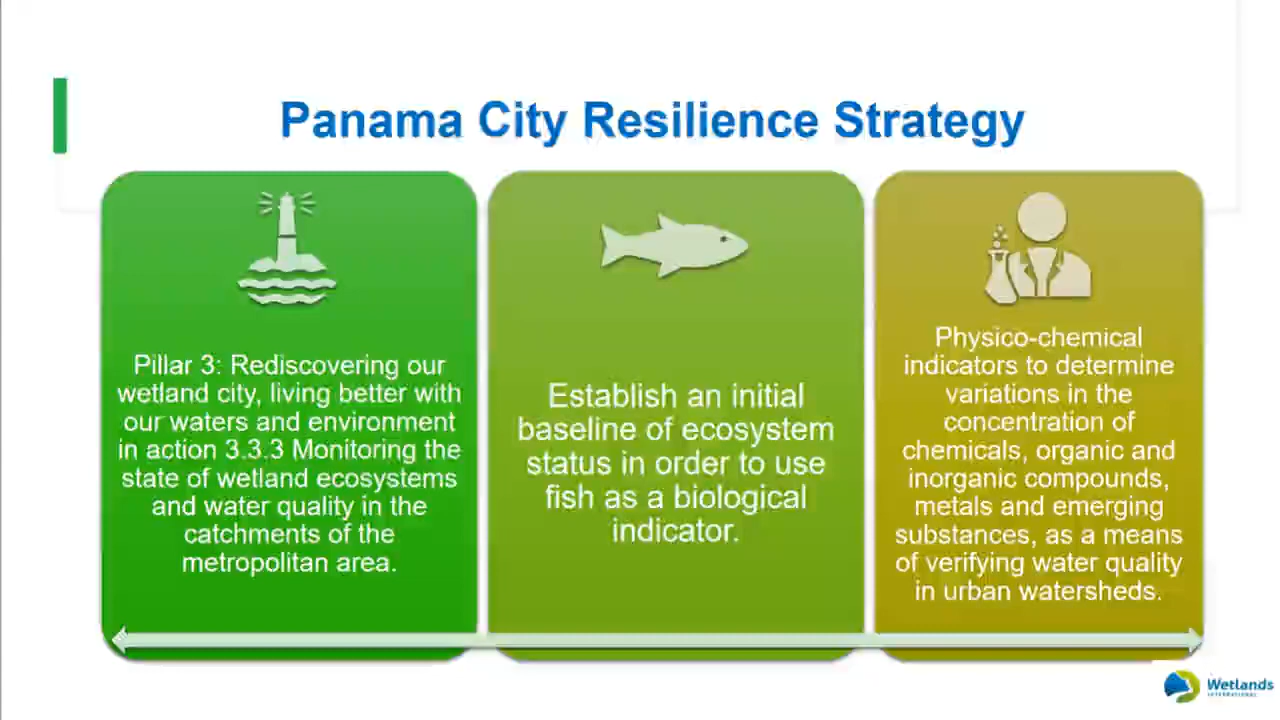 Panama City Resilience Strategy
Pillar 3: Rediscovering our
wetland city, living better with
our waters and environment
in action 3.3.3 Monitoring the
state of wetland ecosystems
and water quality in the
catchments of the
metropolitan area.
Establish an initial
baseline of ecosystem
status in order to use
fish as a biological
indicator.
Physico-chemical
indicators to determine
variations in the
concentration of
chemicals, organic and
inorganic compounds,
metals and emerging
substances, as a means
of verifying water quality
in urban watersheds.
Wetlands
INTERNATIONAL